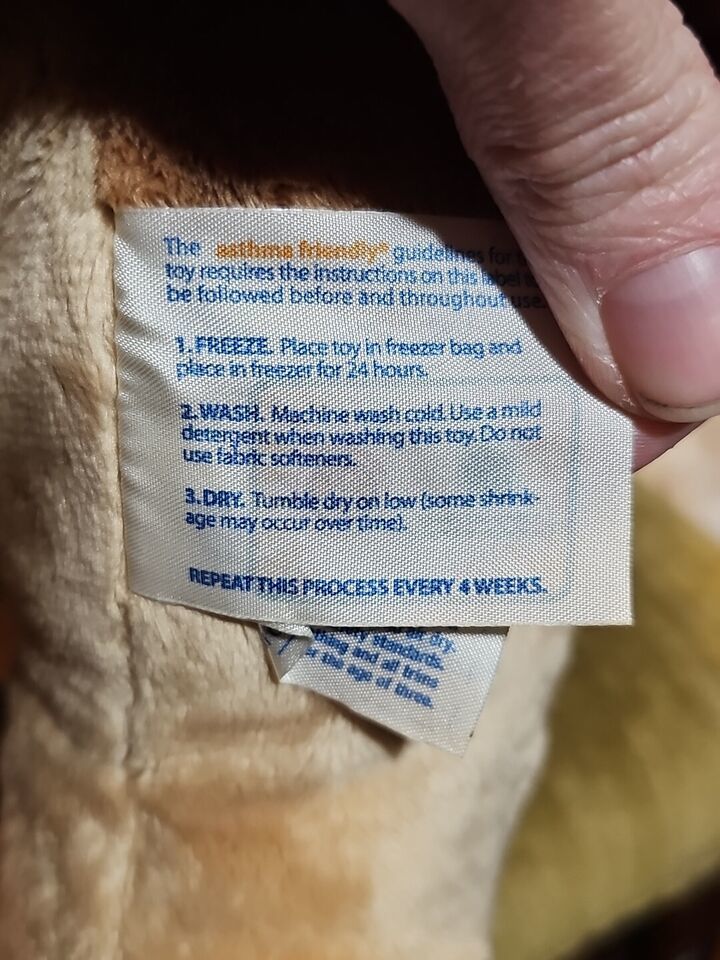 The asthma friendly® guidelines for
toy requires the instructions on this label
be followed before and throughout use.
1. FREEZE. Place toy in freezer bag and
place in freezer for 24 hours.
2. WASH. Machine wash cold. Use a mild
detergent when washing this toy. Do not
use fabric softeners.
3. DRY. Tumble dry on low (some shrink-
age may occur over time).
REPEAT THIS PROCESS EVERY 4 WEEKS.
standards.
and all trims
the age of three.